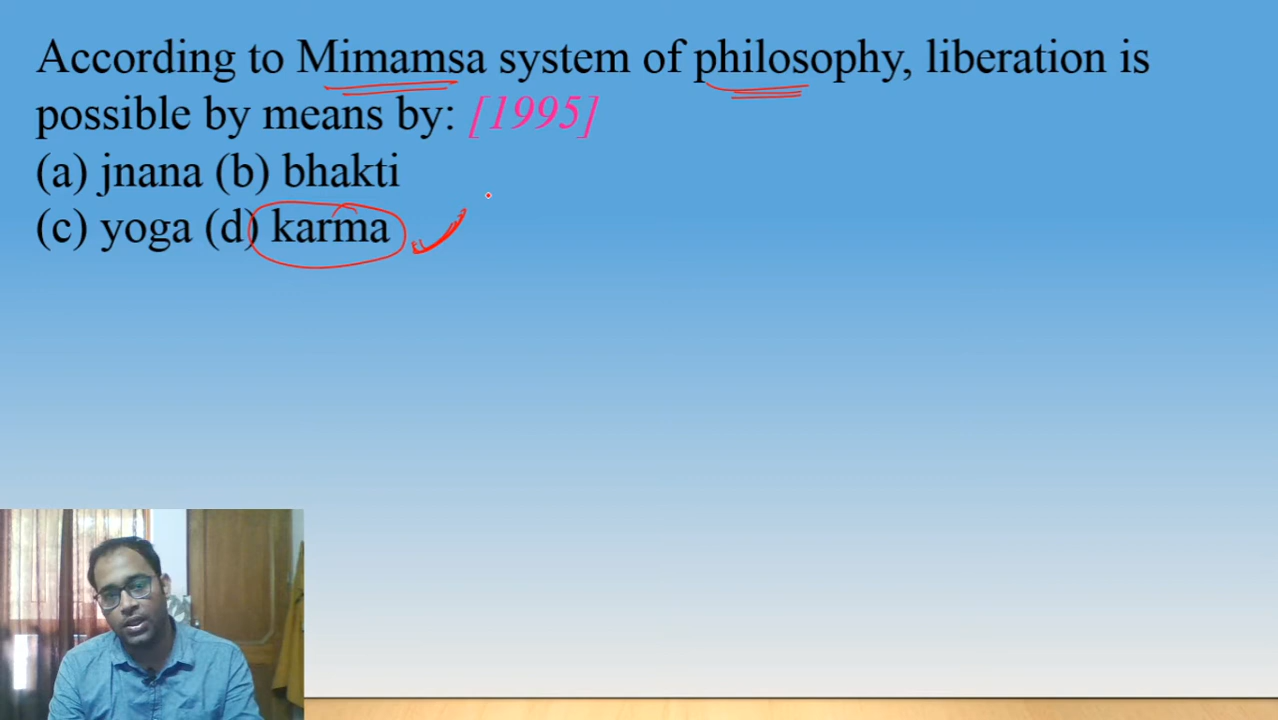 According to Mimamsa system of philosophy, liberation is
possible by means by: [1995]
(a) jnana (b) bhakti
(c) yoga (d) karma